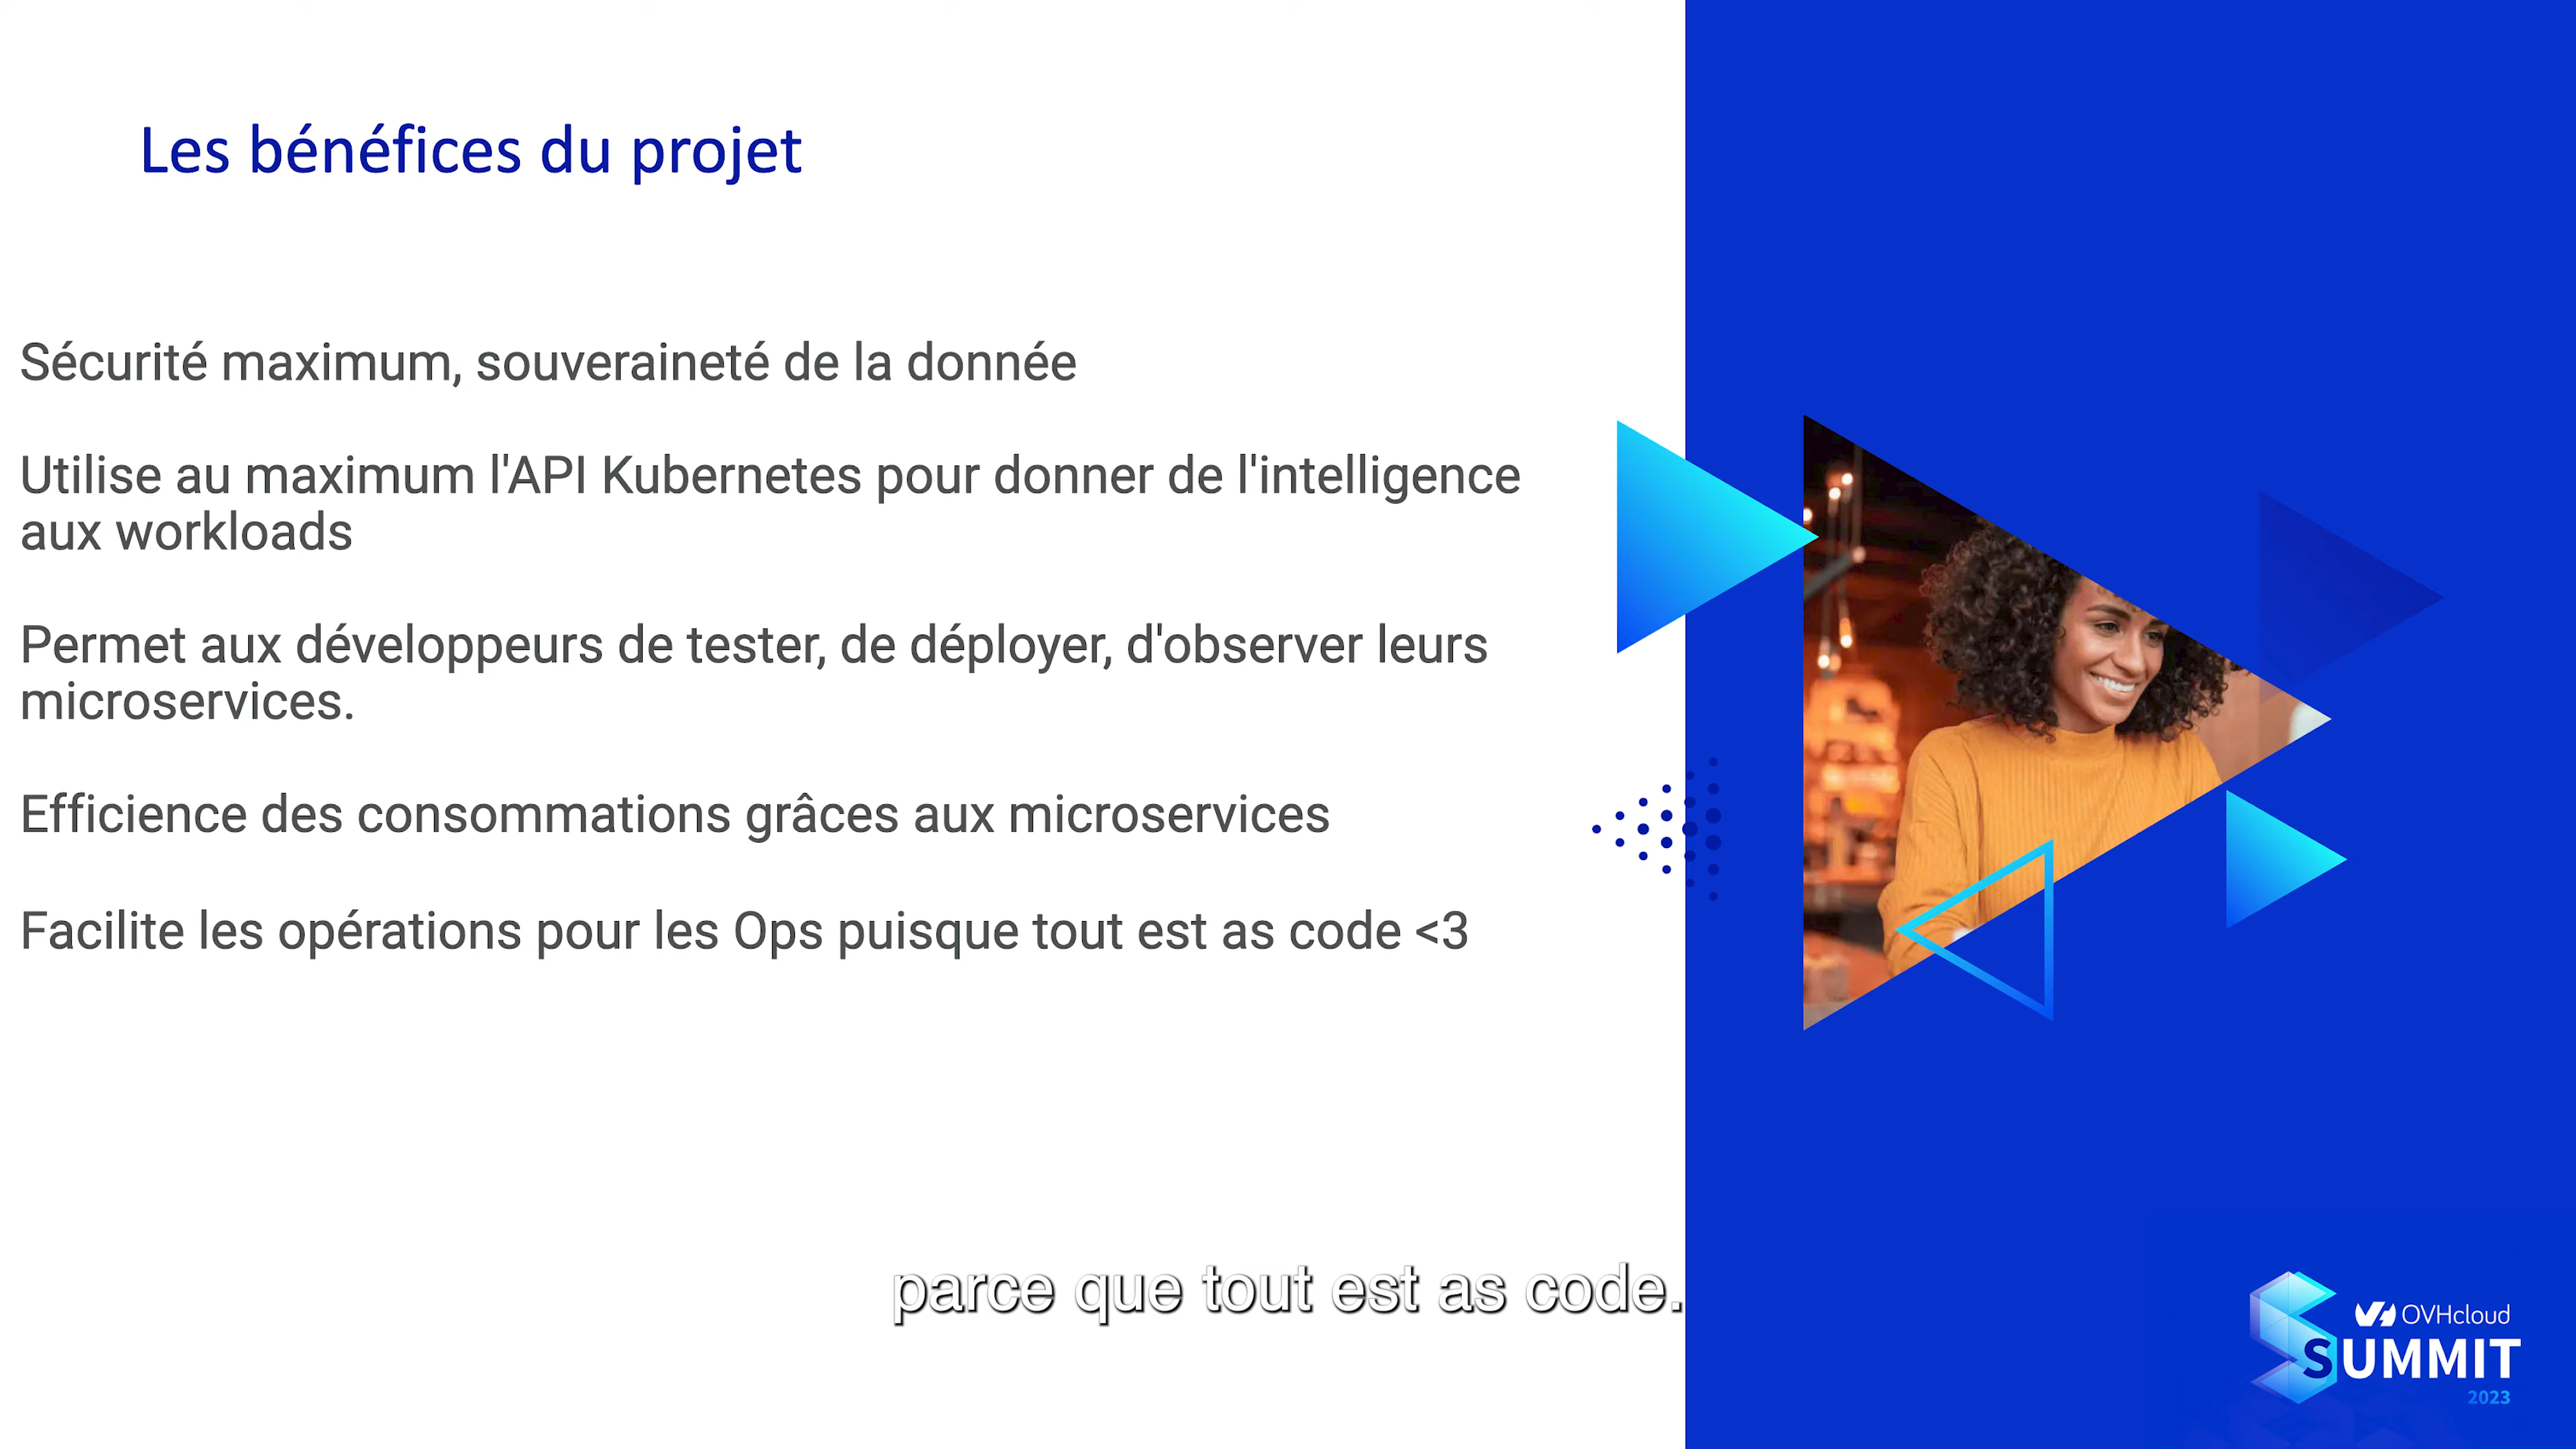 Les bénéfices du projet
Sécurité maximum, souveraineté de la donnée
Utilise au maximum l'API Kubernetes pour donner de l'intelligence
aux workloads
Permet aux développeurs de tester, de déployer, d'observer leurs
microservices.
Efficience des consommations grâces aux microservices
Facilite les opérations pour les Ops puisque tout est as code <3
parce que tout est as code.
OVHcloud
SUMMIT
2023